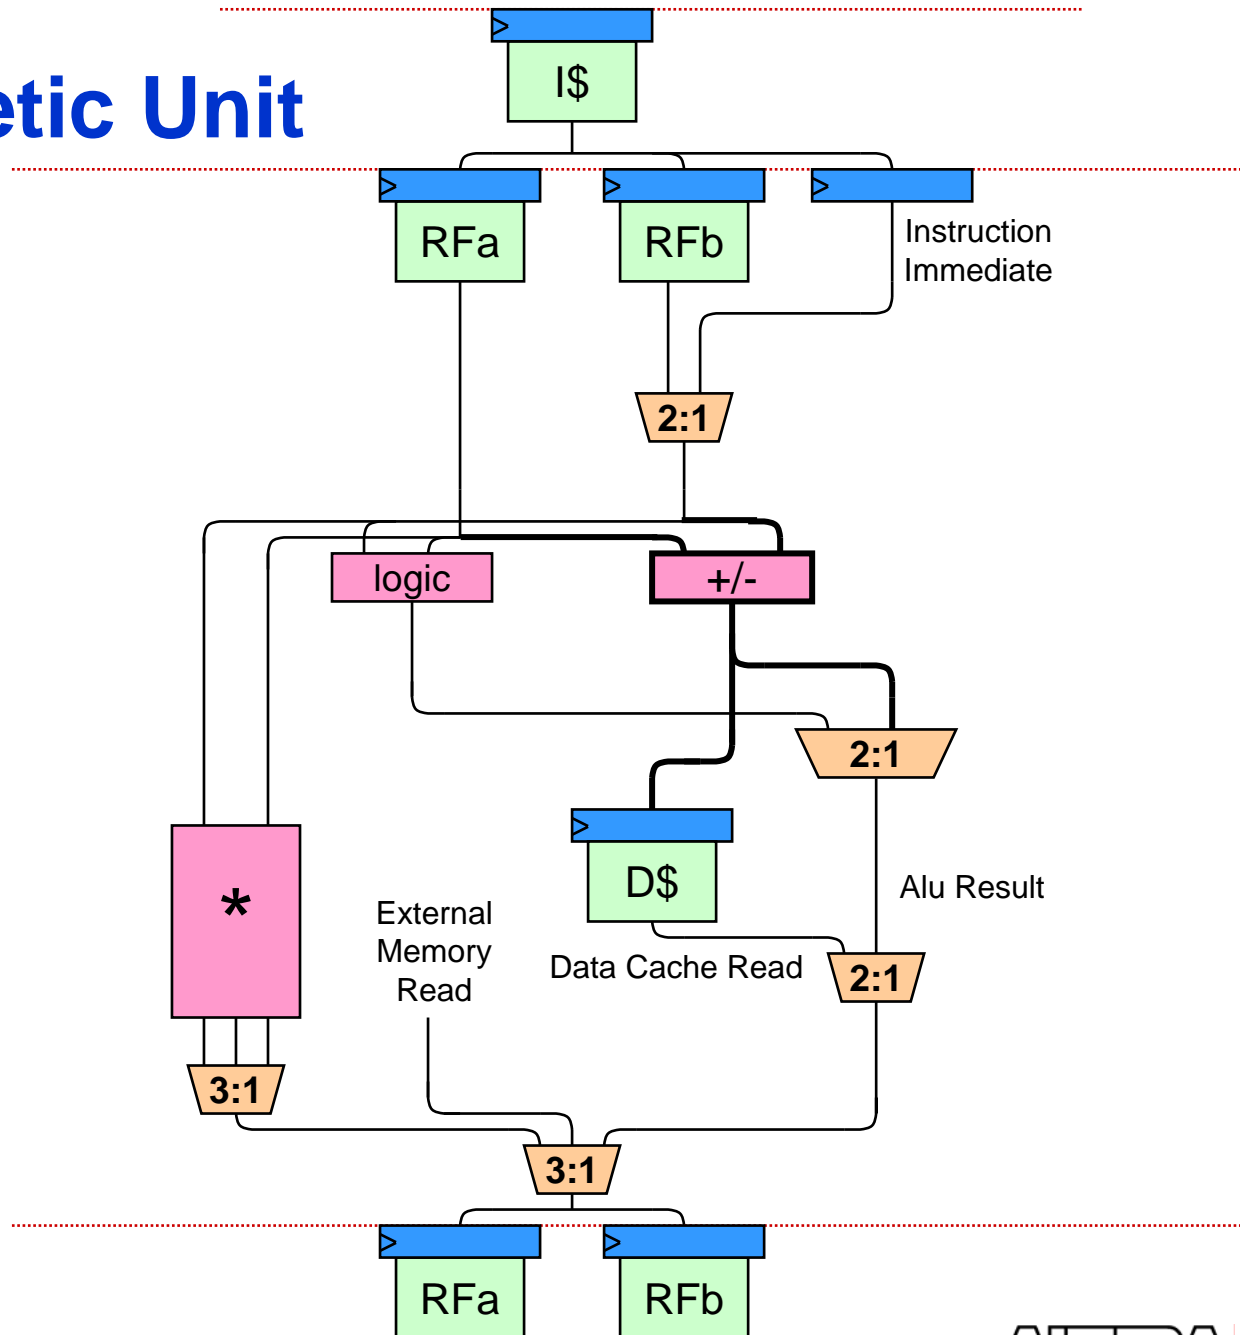 I$
etic Unit
RFa
RFb
Instruction
Immediate
2:1
logic
+/-
2:1
*
D$
Alu Result
External
Memory
Read
Data Cache Read
2:1
3:1
3:1
RFa
RFb